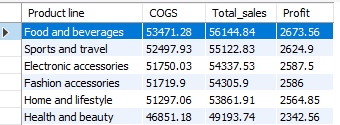 Product line COGS Total_sales Profit
Food and beverages 53471.28 56144.84 2673.56
Sports and travel 52497.93 55122.83 2624.9
Electronic accessories 51750.03 54337.53 2587.5
Fashion accessories 51719.9 54305.9 2586
Home and lifestyle 51297.06 53861.91 2564.85
Health and beauty 46851.18 49193.74 2342.56